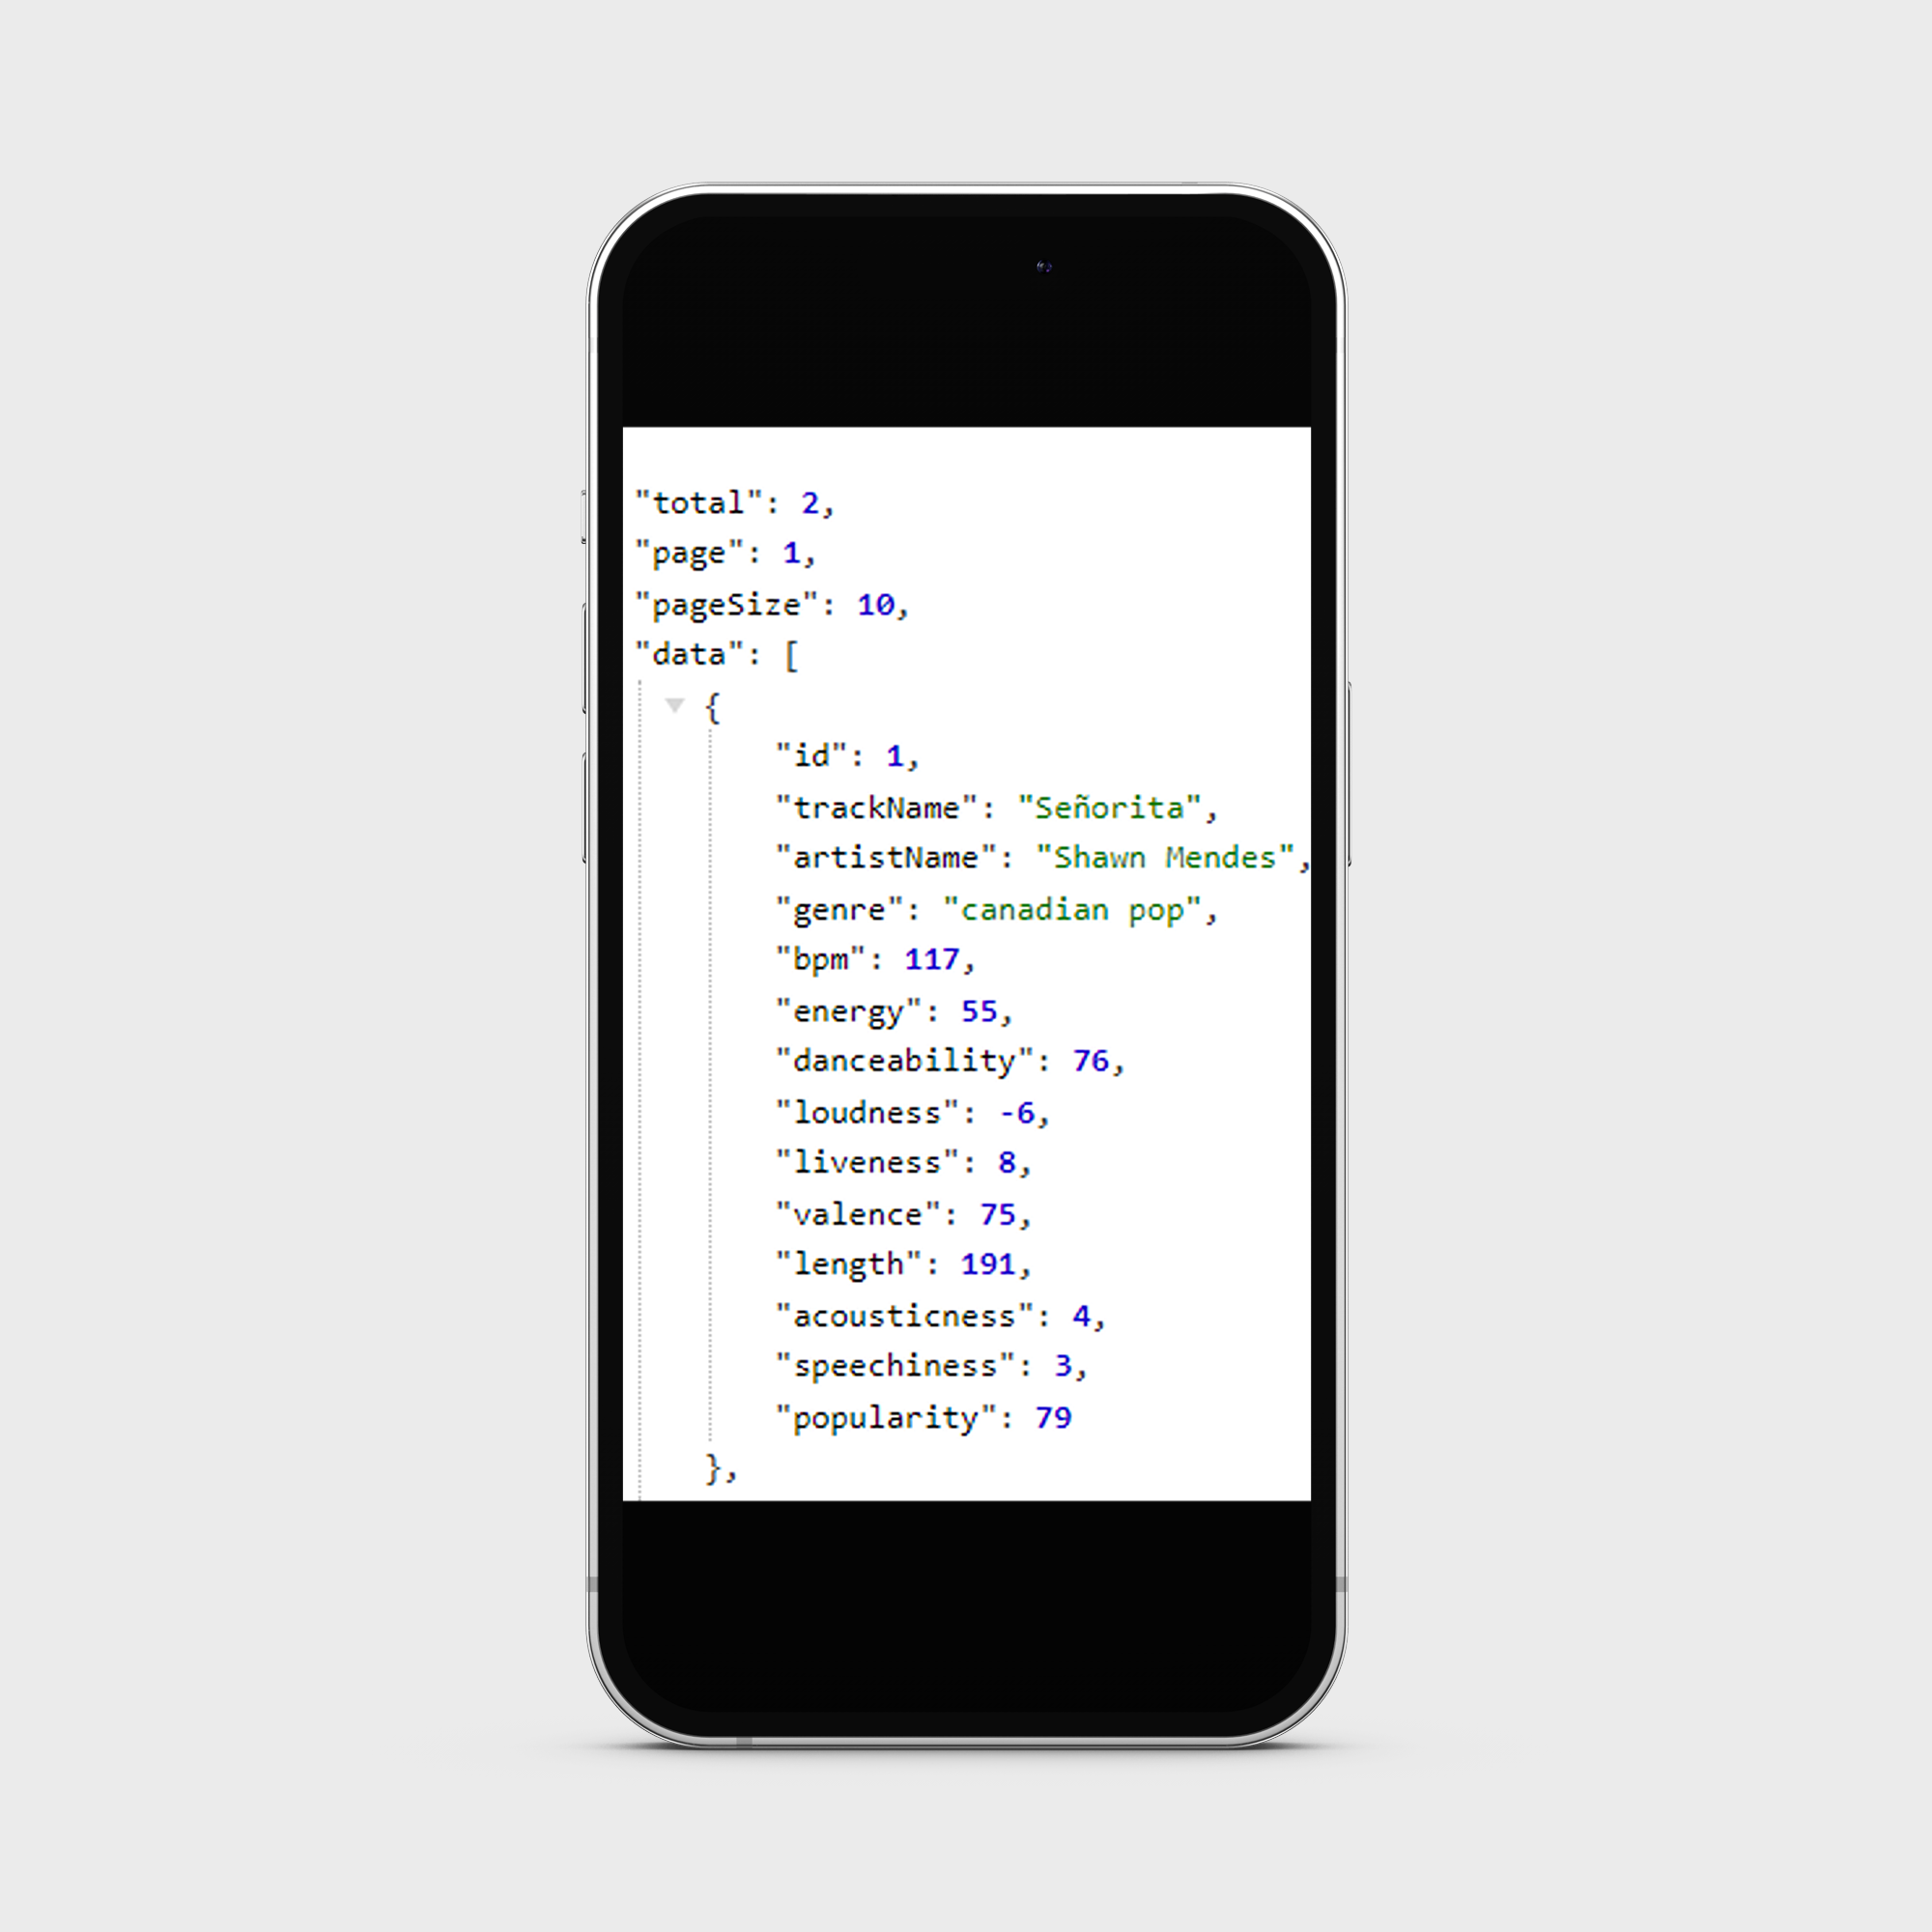 "total": 2,
"page": 1,
"pageSize": 10,
"data": [
{
"id": 1,
"trackName": "Señorita",
"artistName": "Shawn Mendes",
"genre": "canadian pop",
"bpm": 117,
"energy": 55,
"danceability": 76,
"loudness": -6,
"liveness": 8,
"valence": 75,
"length": 191,
"acousticness": 4,
"speechiness": 3,
"popularity": 79
},